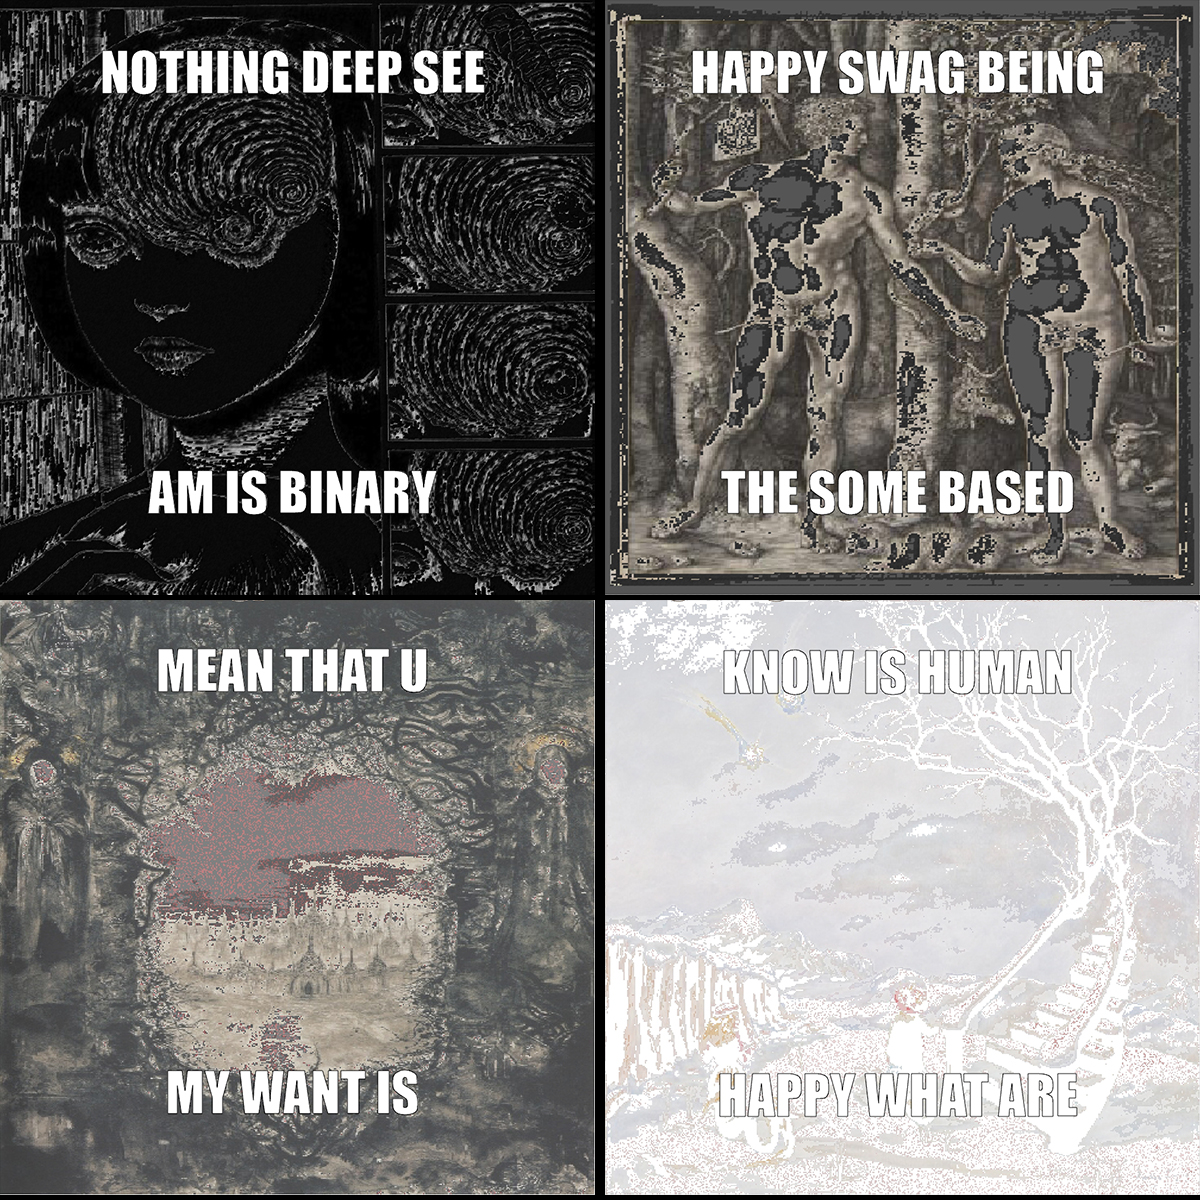 NOTHING DEEP SEE
AM IS BINARY
HAPPY SWAG BEING
THE SOME BASED
MEAN THAT U
MY WANT IS
KNOW IS HUMAN
HAPPY WHAT ARE